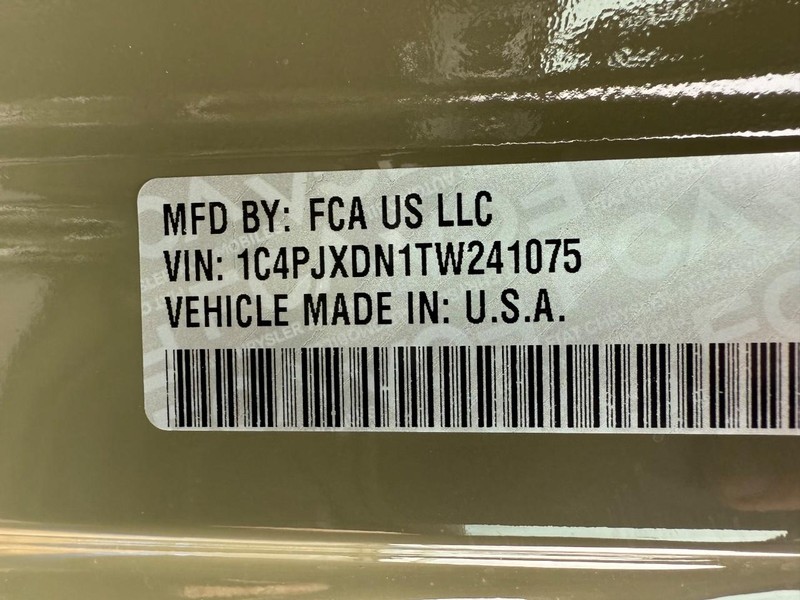 MFD BY: FCA US LLC
VIN: 1C4PJXDN1TW241075
VEHICLE MADE IN: U.S.A.